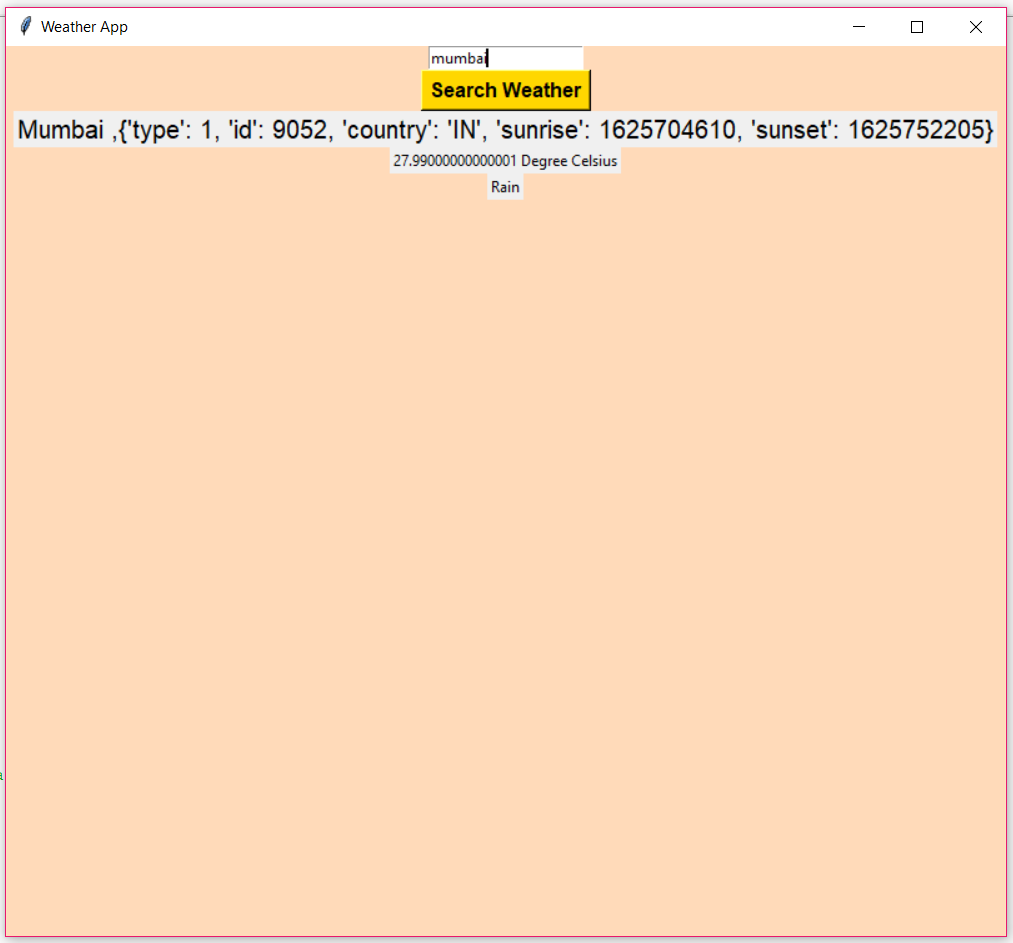 Weather App
mumbai
Search Weather
Mumbai ,{'type': 1, 'id': 9052, 'country': 'IN', 'sunrise': 1625704610, 'sunset': 1625752205}
27.99000000000001 Degree Celsius
Rain